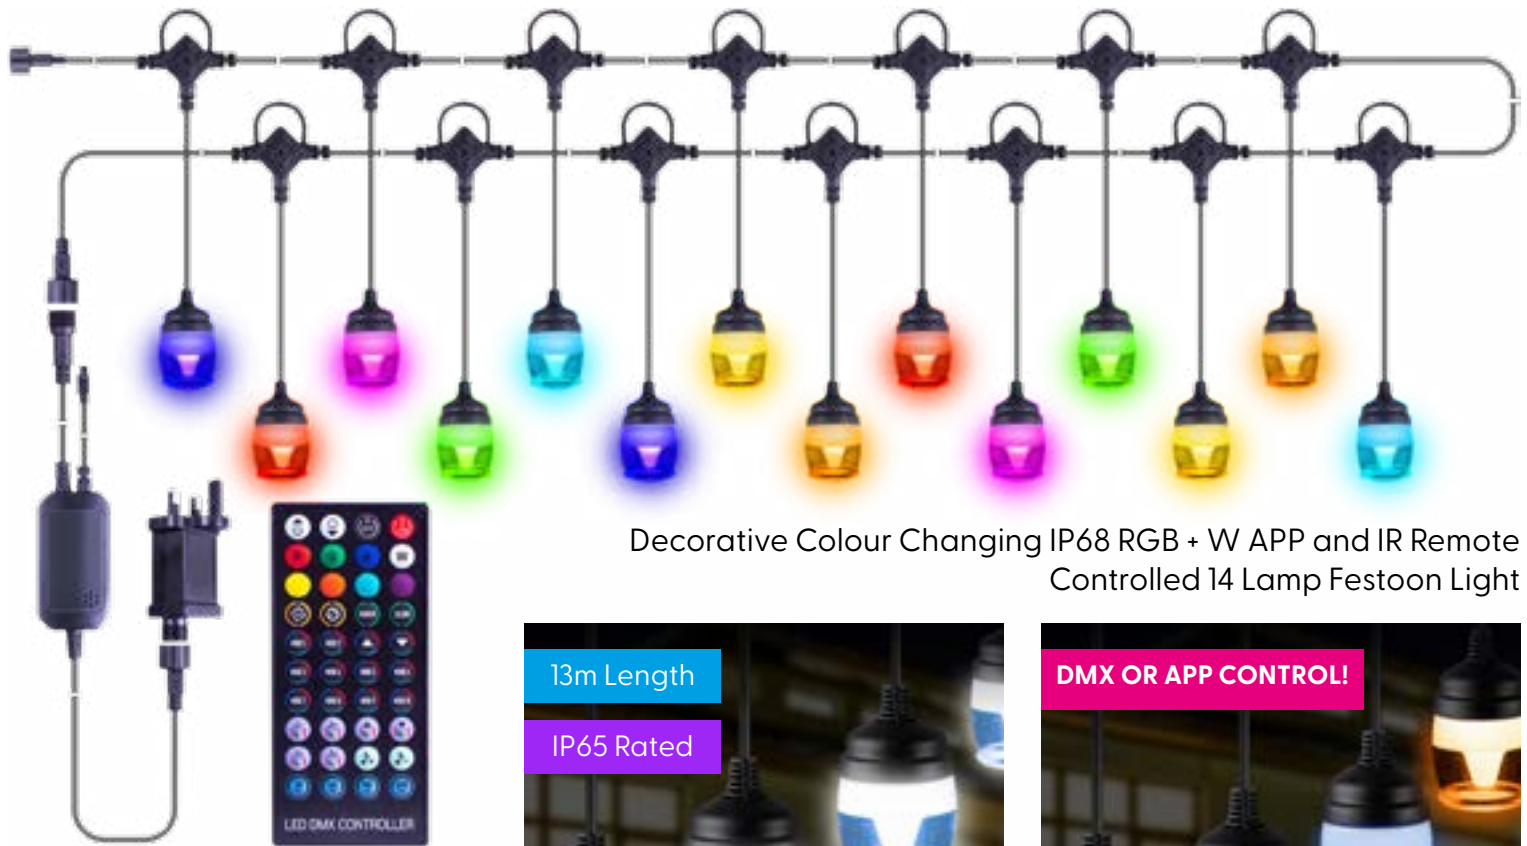 Decorative Colour Changing IP68 RGB + W APP and IR Remote
Controlled 14 Lamp Festoon Light
13m Length
IP65 Rated
DMX OR APP CONTROL!
LED DMX CONTROLLER